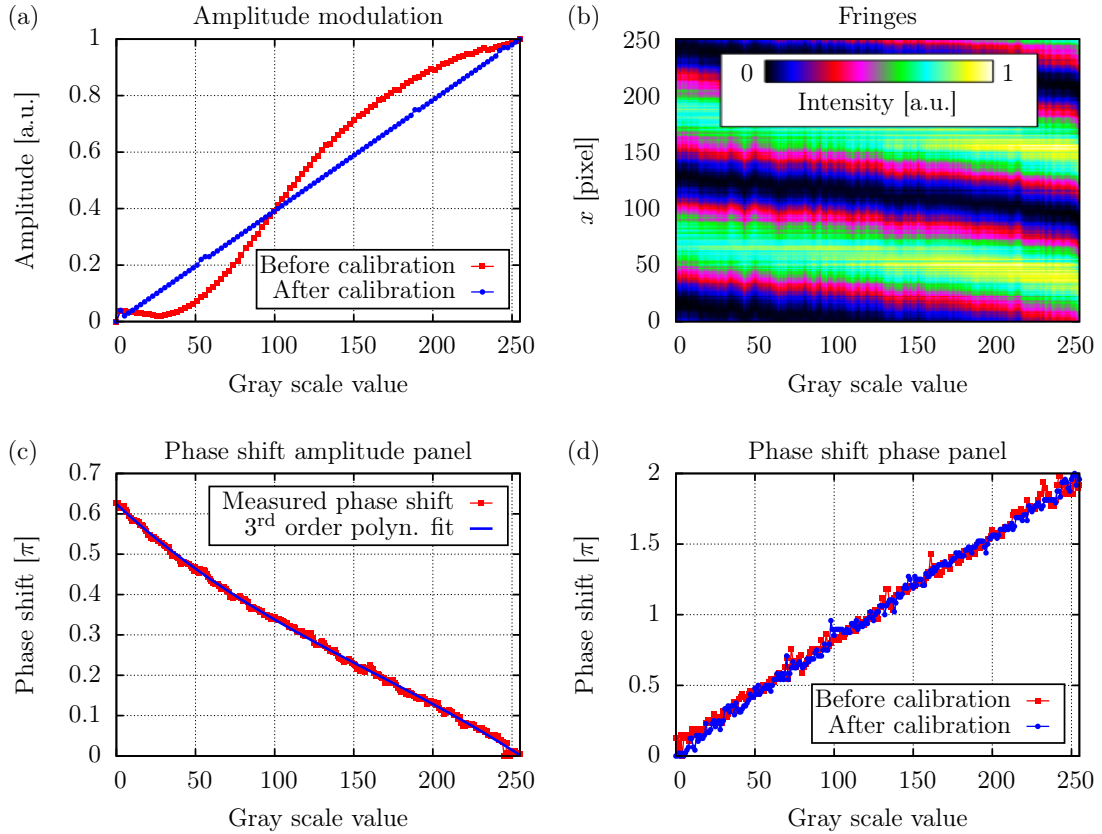 (a)
Amplitude modulation
1
0.8
0.6
0.4
0.2
0
Amplitude [a.u.]
Before calibration
After calibration
0 50 100 150 200 250
Gray scale value
(b)
Fringes
250
200
150
100
50
0
x [pixel]
0 1
Intensity [a.u.]
0 50 100 150 200 250
Gray scale value
(c)
Phase shift amplitude panel
0.7
0.6
0.5
0.4
0.3
0.2
0.1
0
Phase shift [π]
Measured phase shift
3rd order polyn. fit
0 50 100 150 200 250
Gray scale value
(d)
Phase shift phase panel
2
1.5
1
0.5
0
Phase shift [π]
Before calibration
After calibration
0 50 100 150 200 250
Gray scale value